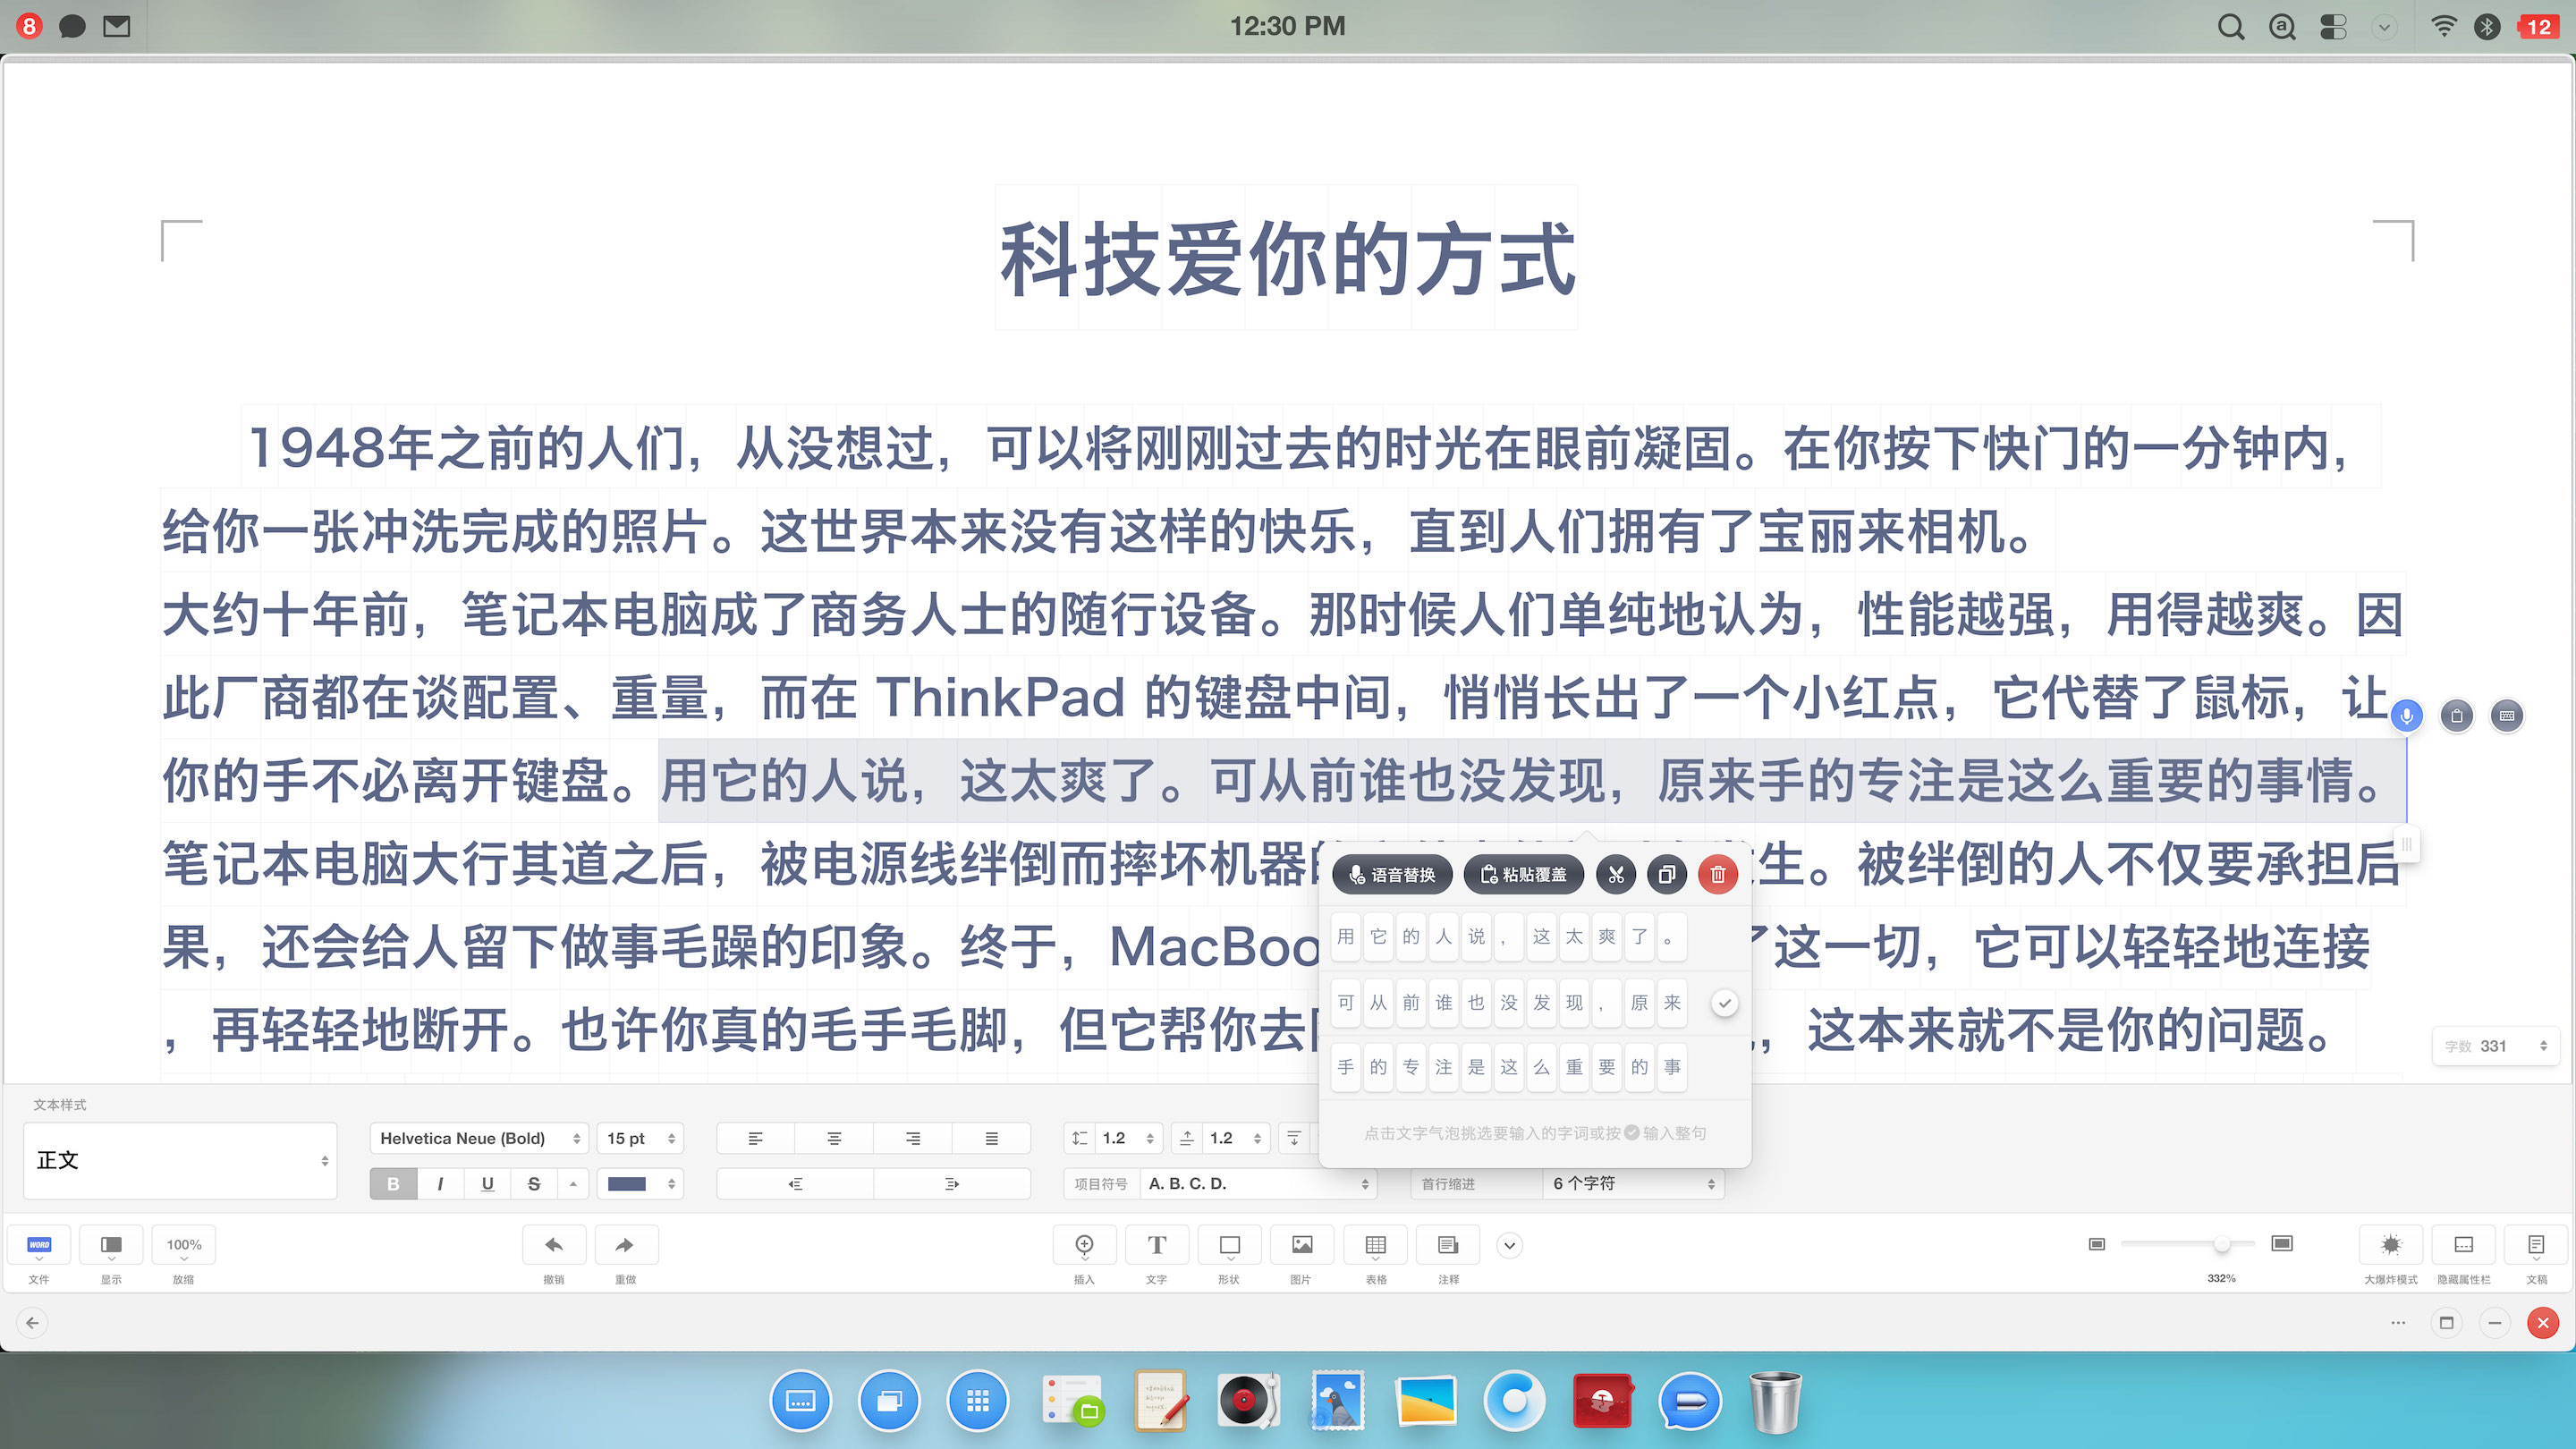 8
12:30 PM
12
科技爱你的方式
1948年之前的人们，从没想过，可以将刚刚过去的时光在眼前凝固。在你按下快门的一分钟内，
给你一张冲洗完成的照片。这世界本来没有这样的快乐，直到人们拥有了宝丽来相机。
大约十年前，笔记本电脑成了商务人士的随行设备。那时候人们单纯地认为，性能越强，用得越爽。因
此厂商都在谈配置、重量，而在 ThinkPad 的键盘中间，悄悄长出了一个小红点，它代替了鼠标，让
你的手不必离开键盘。用它的人说，这太爽了。可从前谁也没发现，原来手的专注是这么重要的事情。
笔记本电脑大行其道之后，被电源线绊倒而摔坏机器 生。被绊倒的人不仅要承担后
果，还会给人留下做事毛躁的印象。终于，MacBoo 了这一切，它可以轻轻地连接
，再轻轻地断开。也许你真的毛手毛脚，但它帮你去 ，这本来就不是你的问题。
语音替换 粘贴覆盖
用它的人说，这太爽了。
可从前谁也没发现，原来
手的专注是这么重要的事
点击文字气泡挑选要输入的字词或按 输入整句
字数 331
文本样式
正文
Helvetica Neue (Bold) 15 pt 1.2 1.2
B I U S 项目符号 A. B. C. D. 首行缩进 6 个字符
WORD 100% T
文件 显示 放缩 撤销 重做 插入 文字 形状 图片 表格 注释 332% 大爆炸模式 隐藏属性栏 文稿